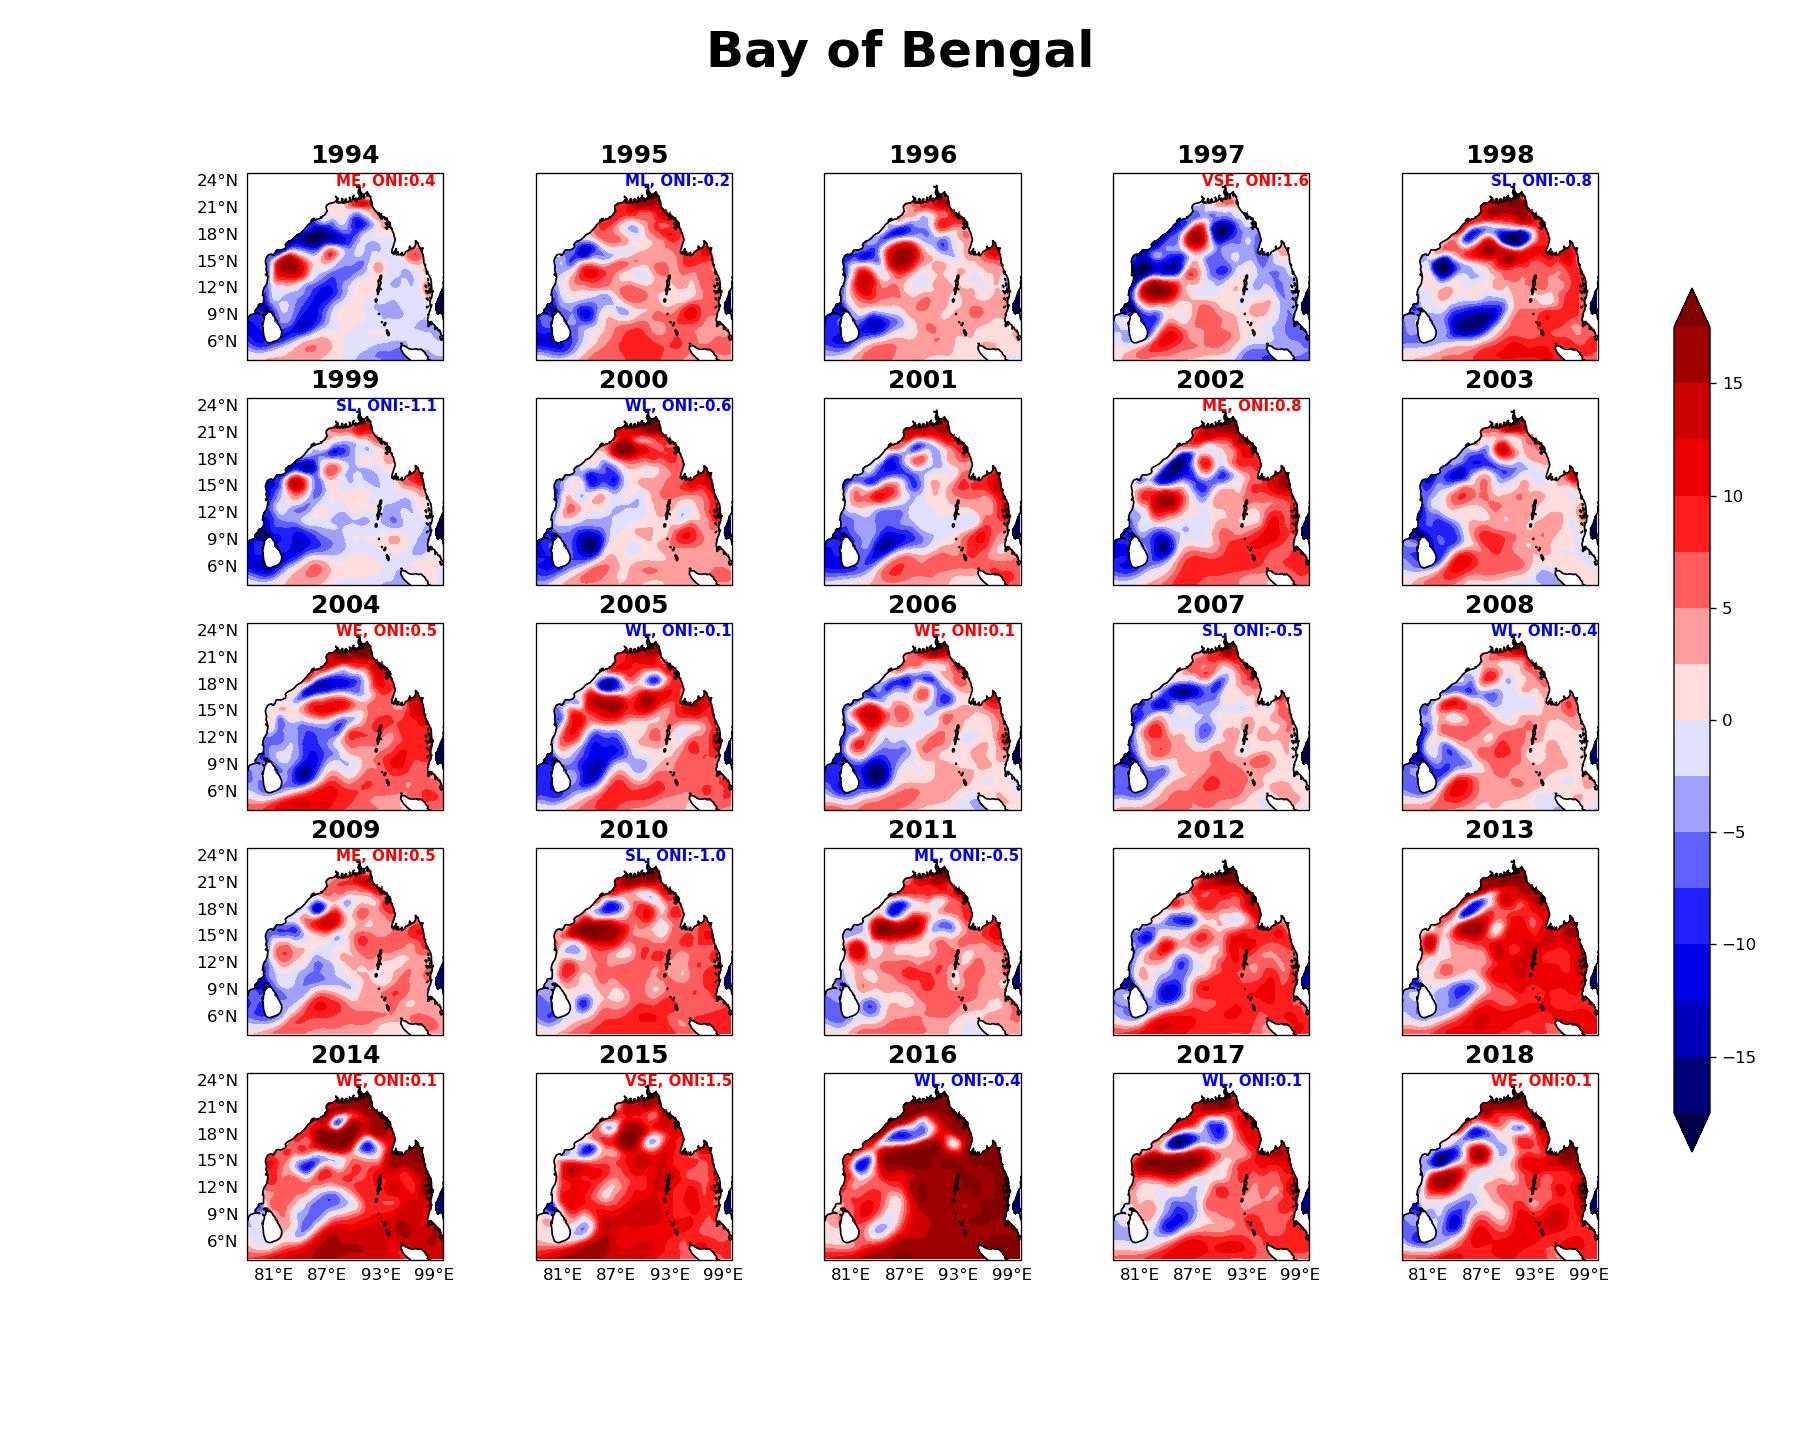 Bay of Bengal
1994 1995 1996 1997 1998
24°N ME, ONI:0.4 ML, ONI:-0.2 VSE, ONI:1.6 SL, ONI:-0.8
21°N
18°N
15°N
12°N
9°N
6°N
1999 2000 2001 2002 2003
24°N SL, ONI:-1.1 WL, ONI:-0.6 ME, ONI:0.8
21°N
18°N
15°N
12°N
9°N
6°N
2004 2005 2006 2007 2008
24°N WE, ONI:0.5 WL, ONI:-0.1 WE, ONI:0.1 SL, ONI:-0.5 WL, ONI:-0.4
21°N
18°N
15°N
12°N
9°N
6°N
2009 2010 2011 2012 2013
24°N ME, ONI:0.5 SL, ONI:-1.0 ML, ONI:-0.5
21°N
18°N
15°N
12°N
9°N
6°N
2014 2015 2016 2017 2018
24°N WE, ONI:0.1 VSE, ONI:1.5 WL, ONI:-0.4 WL, ONI:0.1 WE, ONI:0.1
21°N
18°N
15°N
12°N
9°N
6°N
81°E 87°E 93°E 99°E 81°E 87°E 93°E 99°E 81°E 87°E 93°E 99°E 81°E 87°E 93°E 99°E 81°E 87°E 93°E 99°E
15
10
5
0
−5
−10
−15